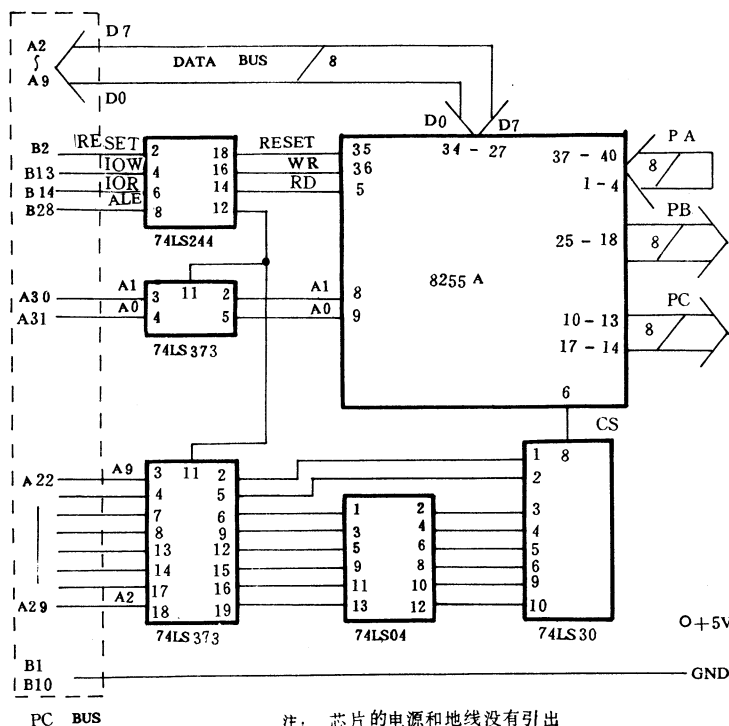 A2 D7
∫ DATA BUS 8
A9 D0
D0 D7
B2 RESET 2 18 RESET 35 34 - 27 37 - 40 PA
B13 IOW 4 16 WR 36 8
B14 IOR 6 14 RD 5 1 - 4
B28 ALE 8 12 PB
74LS244 25 - 18 8
11 8255 A
A30 A1 3 2 A1 8 PC
A31 A0 4 5 A0 9 10 - 13 8
74LS373 17 - 14
6
CS
8
A22 A9 3 11 2 1
4 5 2
7 6 1 2 3
8 9 3 4 4
13 12 5 6 5
14 15 9 8 6
17 16 11 10 9
A29 A2 18 19 13 12 10
74LS373 74LS04 74LS30 +5V
B1
B10 GND
PC BUS 注: 芯片的电源和地线没有引出